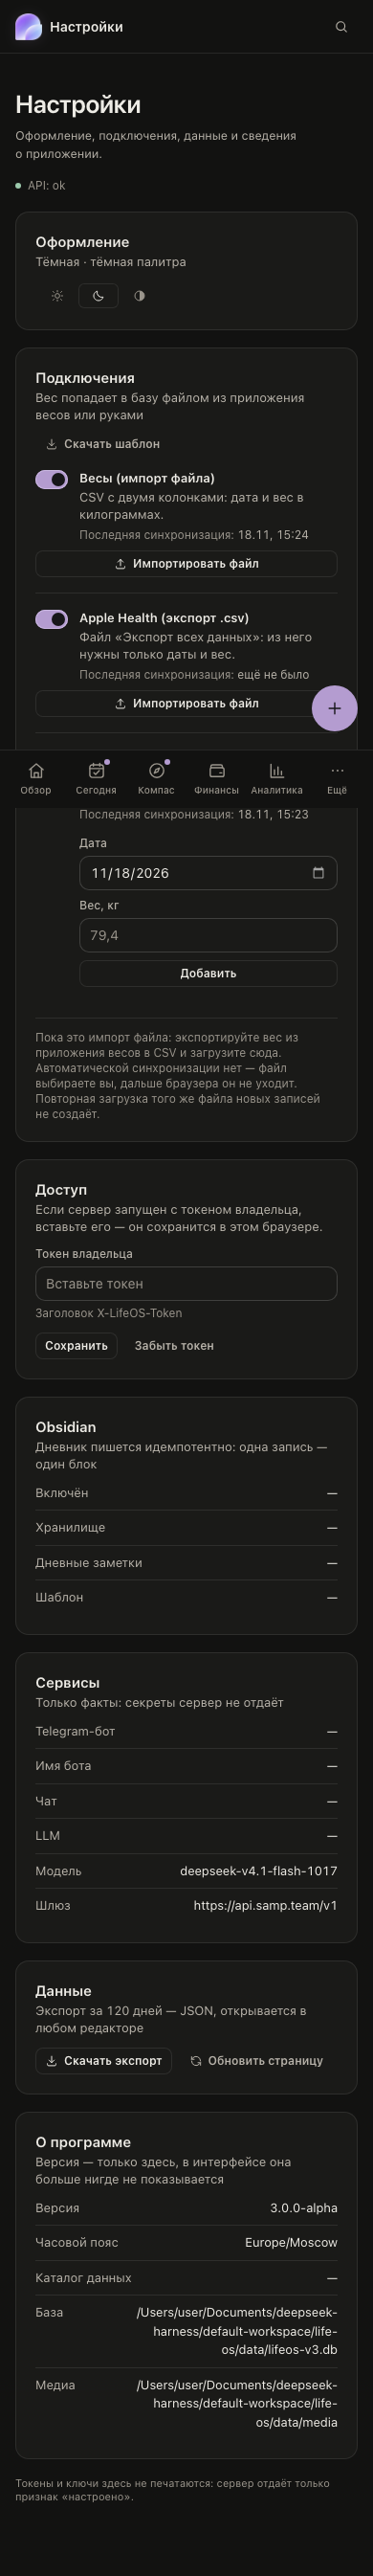 Настройки
Настройки
Оформление, подключения, данные и сведения
о приложении.
API: ok
Оформление
Тёмная · тёмная палитра
Подключения
Вес попадает в базу файлом из приложения
весов или руками
Скачать шаблон
Весы (импорт файла)
CSV с двумя колонками: дата и вес в
килограммах.
Последняя синхронизация: 18.11, 15:24
Импортировать файл
Apple Health (экспорт .csv)
Файл «Экспорт всех данных»: из него
нужны только даты и вес.
Последняя синхронизация: ещё не было
Импортировать файл
Обзор
Сегодня
Компас
Финансы
Аналитика
Ещё
Последняя синхронизация: 18.11, 15:23
Дата
11/18/2026
Вес, кг
79,4
Добавить
Пока это импорт файла: экспортируйте вес из
приложения весов в CSV и загрузите сюда.
Автоматической синхронизации нет — файл
выбираете вы, дальше браузера он не уходит.
Повторная загрузка того же файла новых записей
не создаёт.
Доступ
Если сервер запущен с токеном владельца,
вставьте его — он сохранится в этом браузере.
Токен владельца
Вставьте токен
Заголовок X-LifeOS-Token
Сохранить
Забыть токен
Obsidian
Дневник пишется идемпотентно: одна запись —
один блок
Включён —
Хранилище —
Дневные заметки —
Шаблон —
Сервисы
Только факты: секреты сервер не отдаёт
Telegram-бот —
Имя бота —
Чат —
LLM —
Модель deepseek-v4.1-flash-1017
Шлюз https://api.samp.team/v1
Данные
Экспорт за 120 дней — JSON, открывается в
любом редакторе
Скачать экспорт
Обновить страницу
О программе
Версия — только здесь, в интерфейсе она
больше нигде не показывается
Версия 3.0.0-alpha
Часовой пояс Europe/Moscow
Каталог данных —
База /Users/user/Documents/deepseek-
harness/default-workspace/life-
os/data/lifeos-v3.db
Медиа /Users/user/Documents/deepseek-
harness/default-workspace/life-
os/data/media
Токены и ключи здесь не печатаются: сервер отдаёт только
признак «настроено».